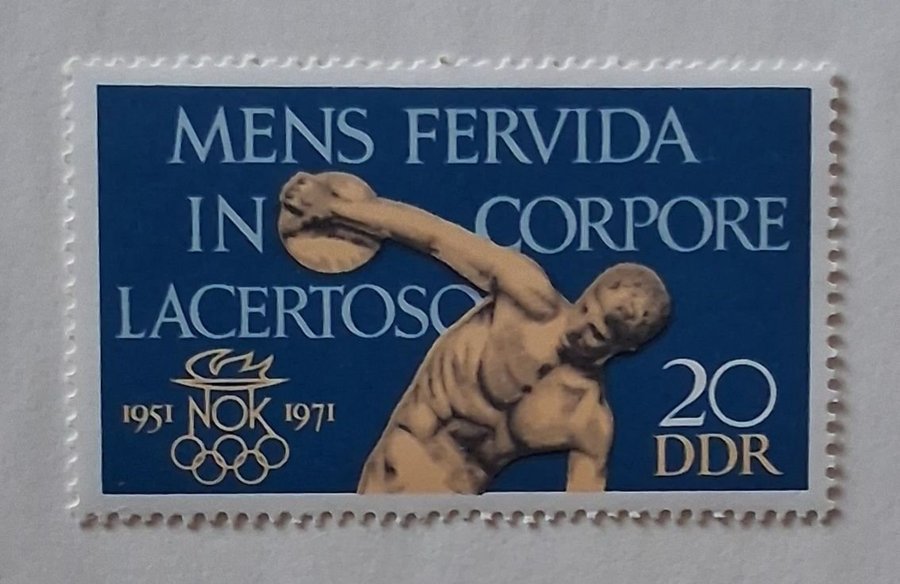 MENS FERVIDA
IN CORPORE
LACERTOSO
1951 NOK 1971
20
DDR